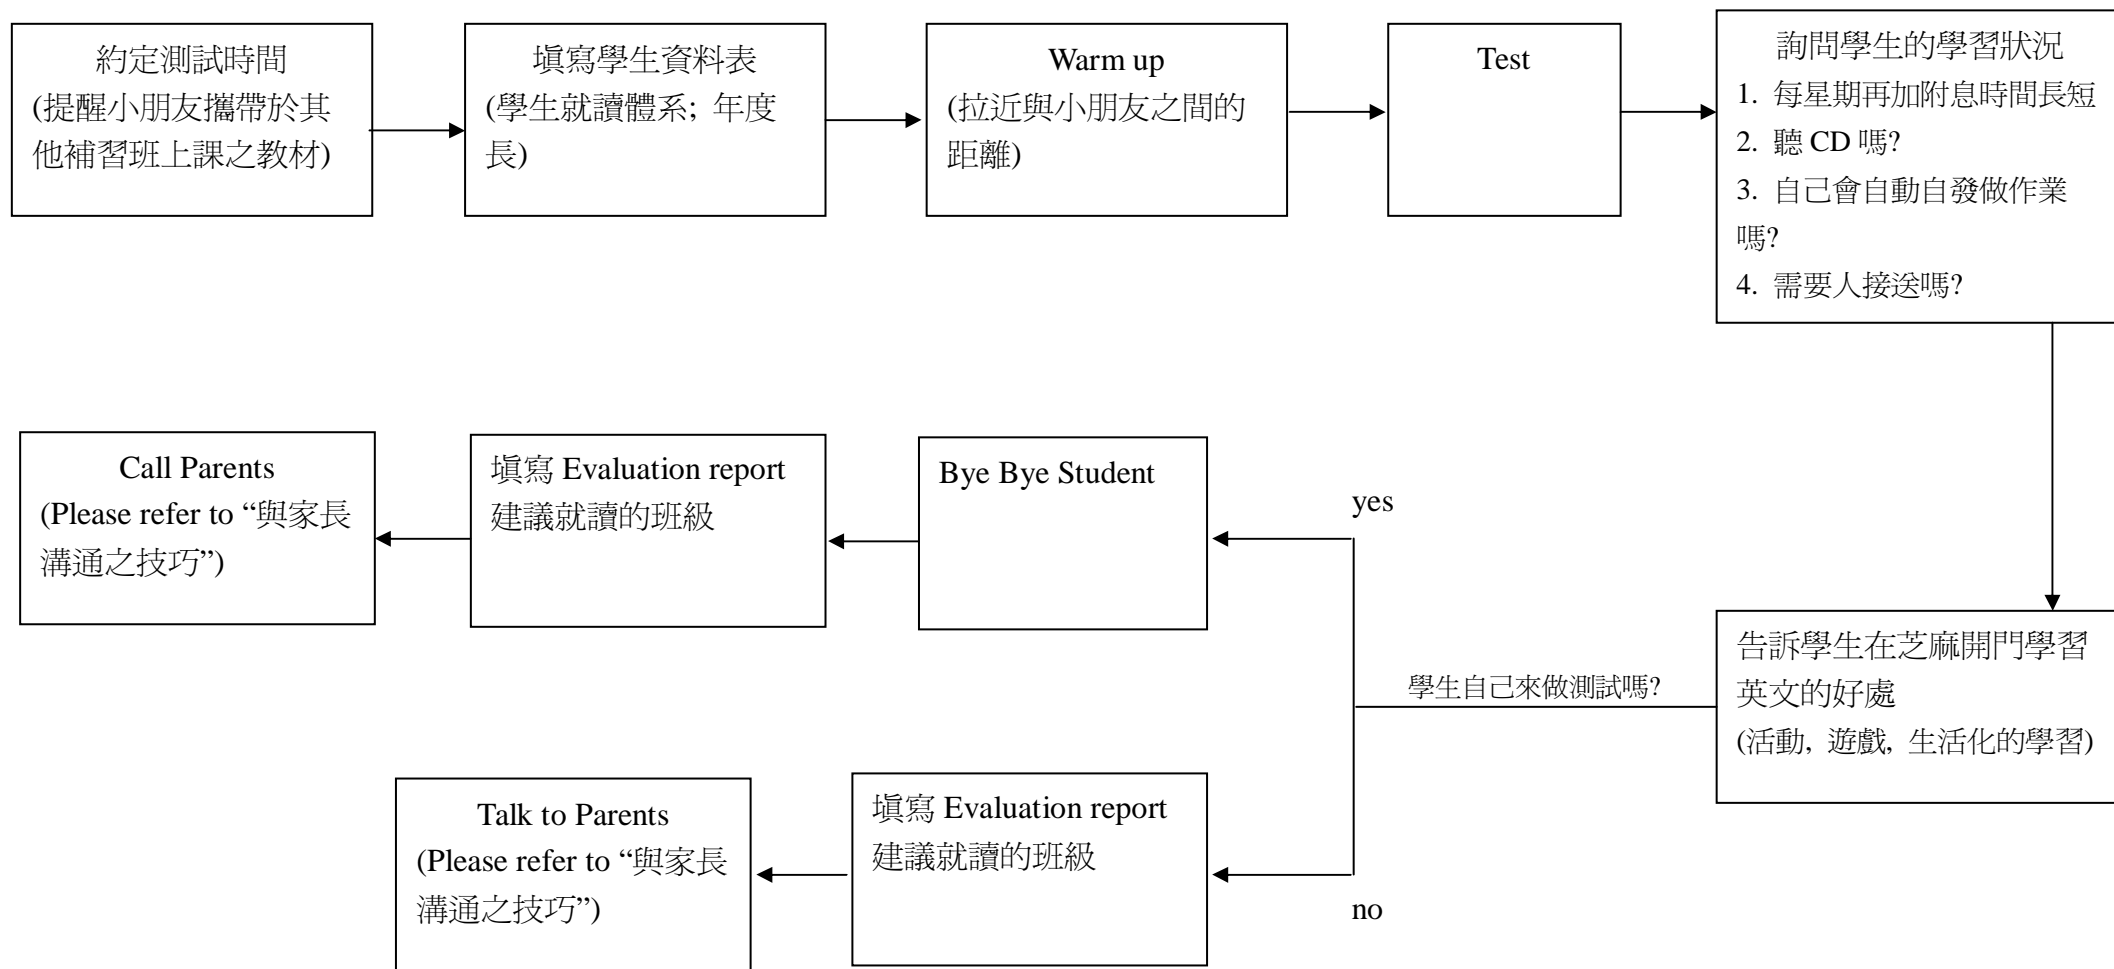 約定測試時間
(提醒小朋友攜帶於其
他補習班上課之教材)
填寫學生資料表
(學生就讀體系; 年度
長)
Warm up
(拉近與小朋友之間的
距離)
Test
詢問學生的學習狀況
1. 每星期再加附息時間長短
2. 聽 CD 嗎?
3. 自己會自動自發做作業
嗎?
4. 需要人接送嗎?
告訴學生在芝麻開門學習
英文的好處
(活動, 遊戲, 生活化的學習)
學生自己來做測試嗎?
yes
Bye Bye Student
填寫 Evaluation report
建議就讀的班級
Call Parents
(Please refer to “與家長
溝通之技巧”)
no
填寫 Evaluation report
建議就讀的班級
Talk to Parents
(Please refer to “與家長
溝通之技巧”)